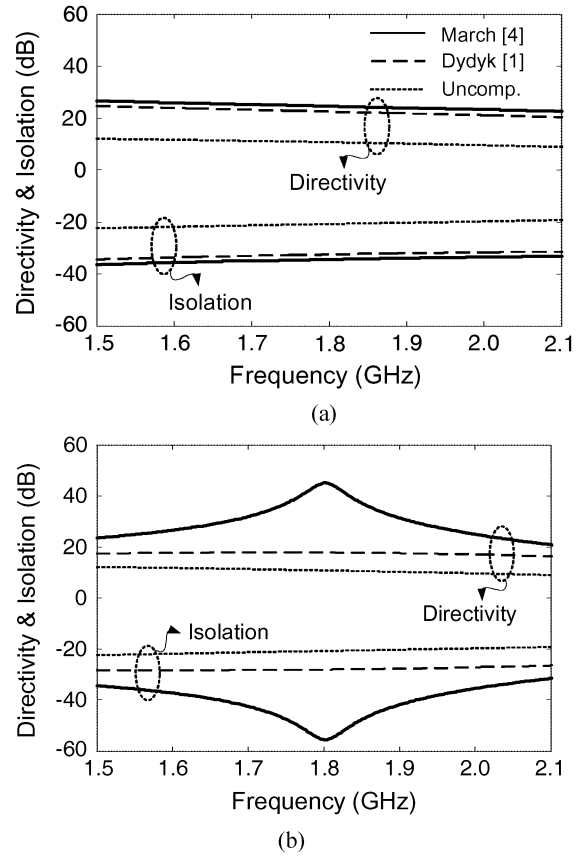 60
40
20
0
-20
-40
-60
Directivity & Isolation (dB)
March [4]
Dydyk [1]
Uncomp.
Directivity
Isolation
1.5 1.6 1.7 1.8 1.9 2.0 2.1
Frequency (GHz)
(a)
60
40
20
0
-20
-40
-60
Directivity & Isolation (dB)
Directivity
Isolation
1.5 1.6 1.7 1.8 1.9 2.0 2.1
Frequency (GHz)
(b)